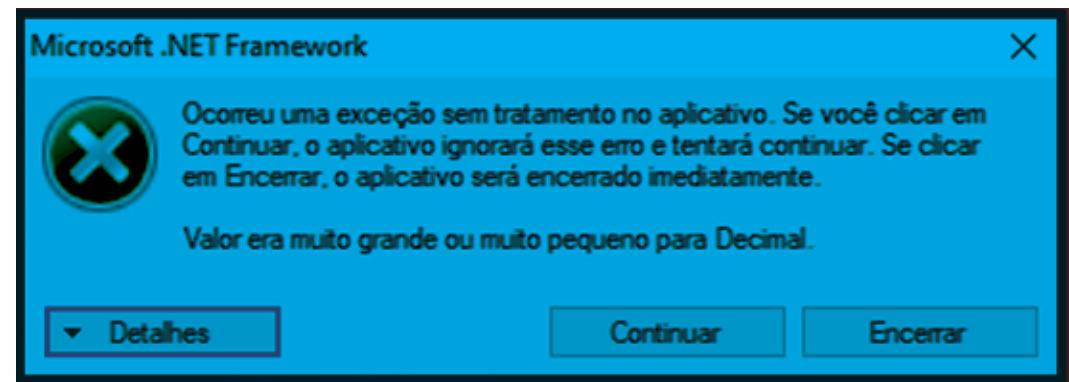 Microsoft .NET Framework
Ocorreu uma exceção sem tratamento no aplicativo. Se você clicar em
Continuar, o aplicativo ignorará esse erro e tentará continuar. Se clicar
em Encerrar, o aplicativo será encerrado imediatamente.
Valor era muito grande ou muito pequeno para Decimal.
Detalhes
Continuar
Encerrar